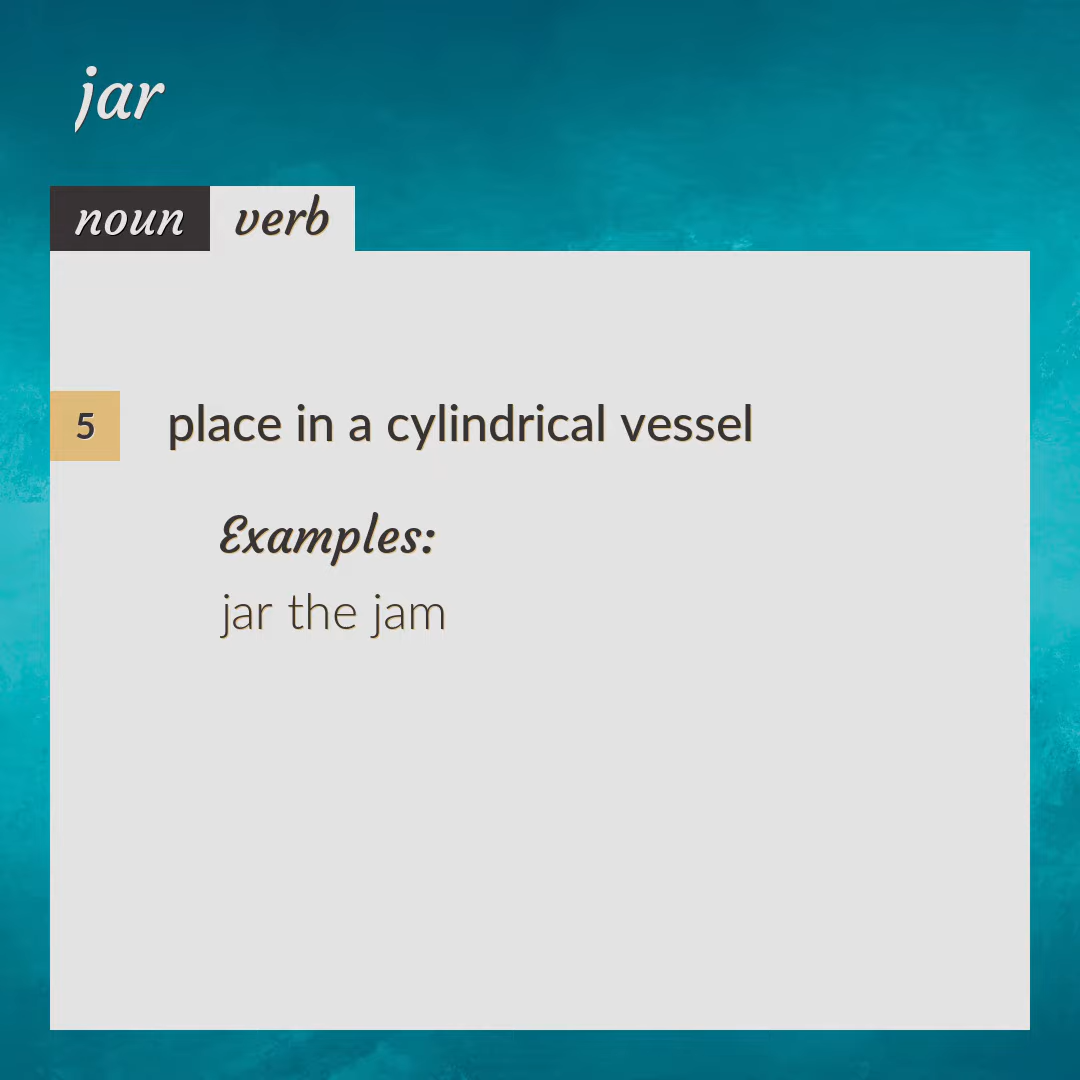 jar
noun verb
5 place in a cylindrical vessel
Examples:
jar the jam